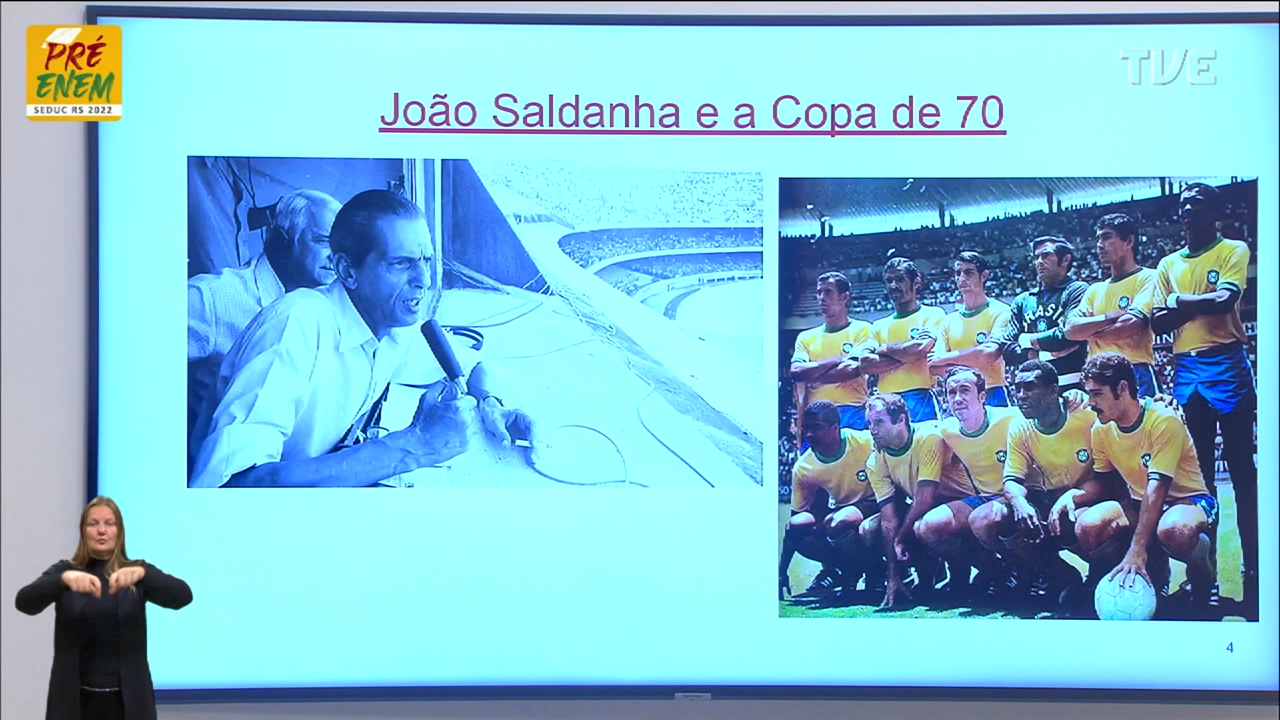 PRÉ
ENEM
SEDUC RS 2022
TVE
João Saldanha e a Copa de 70
BRASIL
4